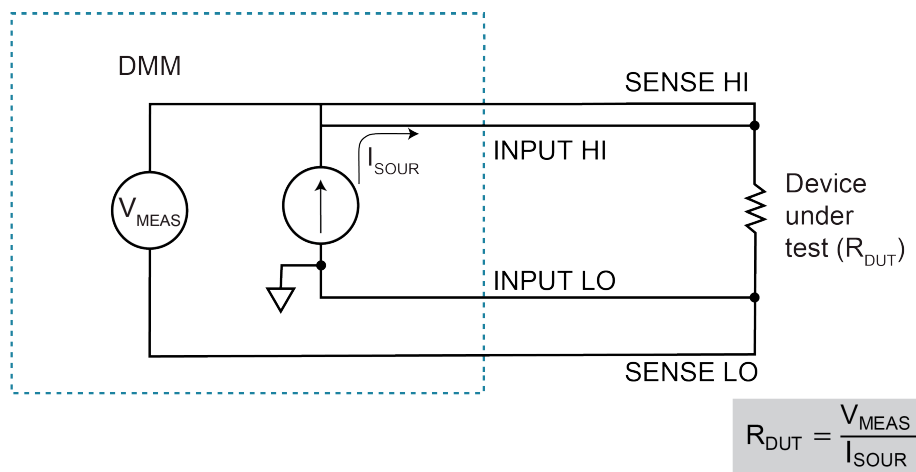 DMM
SENSE HI
INPUT HI
I_SOUR
V_MEAS
Device
under
test (R_DUT)
INPUT LO
SENSE LO
R_DUT = V_MEAS / I_SOUR